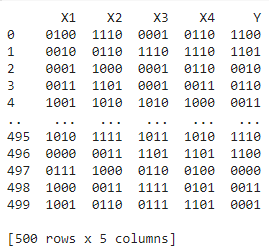 X1 X2 X3 X4 Y
0 0100 1110 0001 0110 1100
1 0010 0110 1110 1110 1101
2 0001 1000 0001 0110 0010
3 0011 1101 0001 0011 0110
4 1001 1010 1010 1000 0011
.. ... ... ... ... ...
495 1010 1111 1011 1010 1110
496 0000 0011 1101 1101 1100
497 0111 1000 0110 0100 0000
498 1000 0011 1111 0101 0011
499 1001 0110 0111 1101 0001
[500 rows x 5 columns]